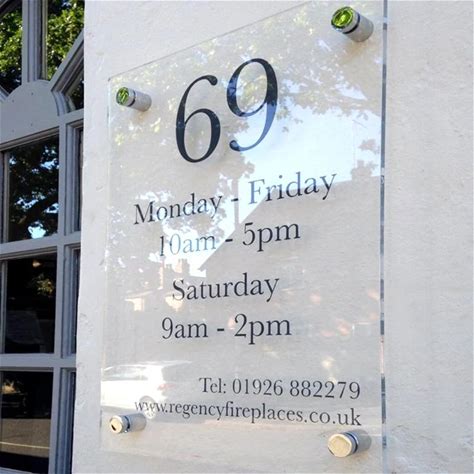 69
Monday - Friday
10am - 5pm
Saturday
9am - 2pm
Tel: 01926 882279
www.regencyfireplaces.co.uk